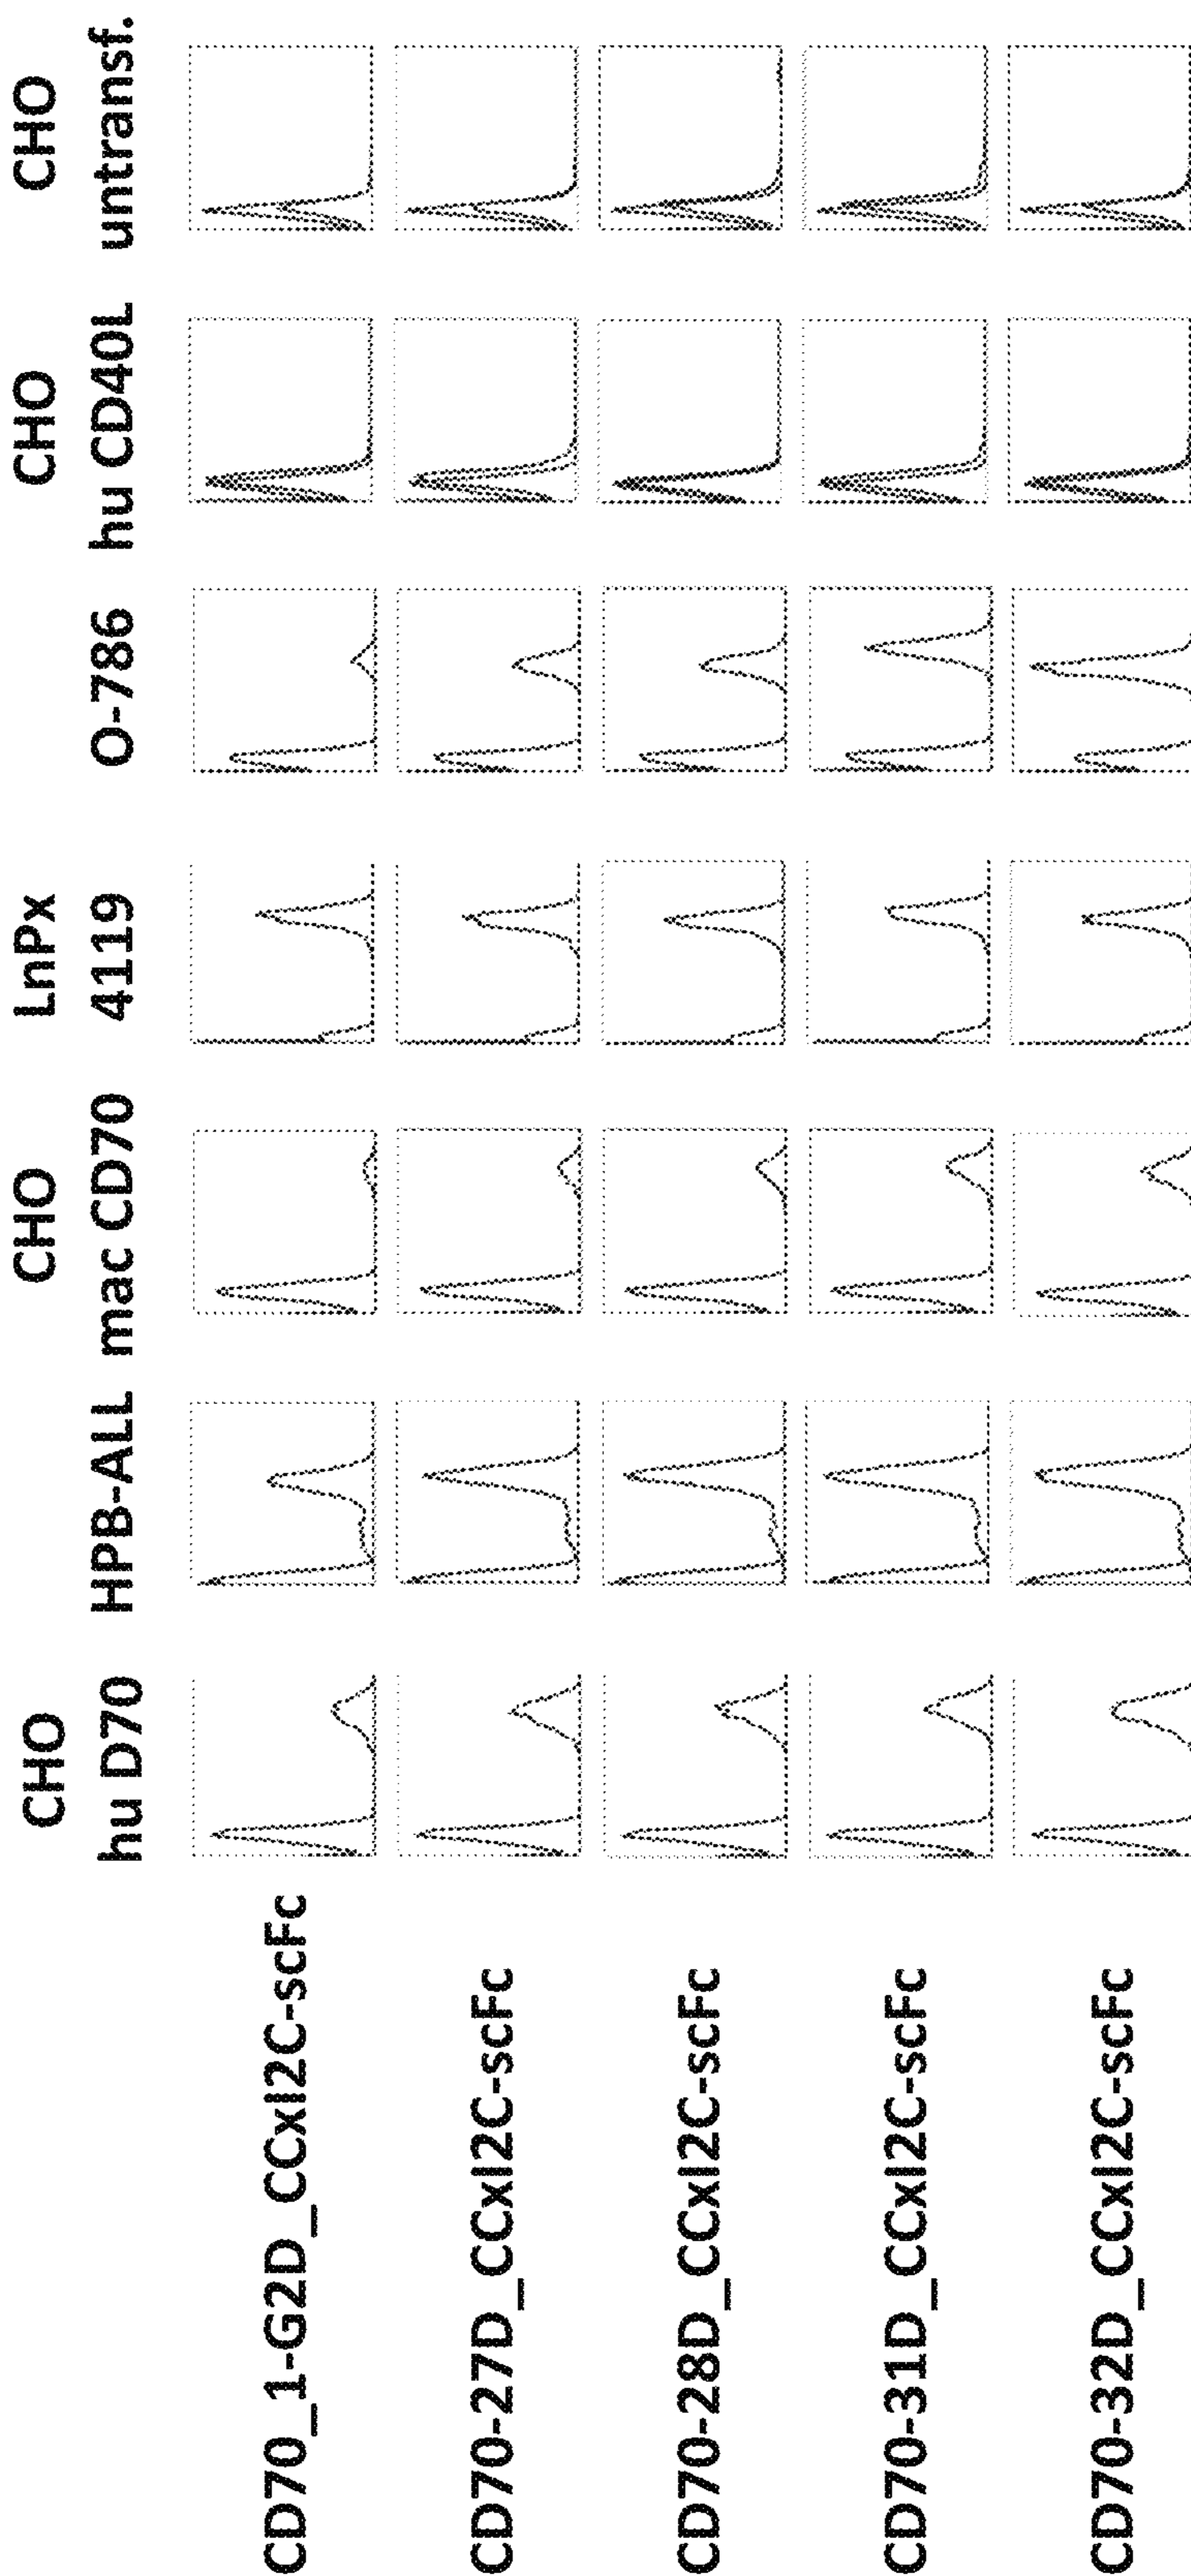 CHO
hu D70
HPB-ALL
CHO
mac CD70
LnPx
4119
O-786
CHO
hu CD40L
CHO
untransf.
CD70_1-G2D_CCxI2C-scFc
CD70-27D_CCxI2C-scFc
CD70-28D_CCxI2C-scFc
CD70-31D_CCxI2C-scFc
CD70-32D_CCxI2C-scFc